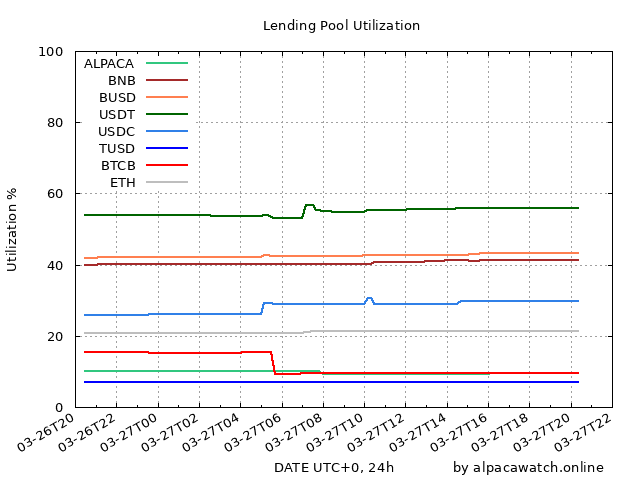 Lending Pool Utilization
100
80
60
40
20
0
Utilization %
ALPACA
BNB
BUSD
USDT
USDC
TUSD
BTCB
ETH
03-26T20
03-26T22
03-27T00
03-27T02
03-27T04
03-27T06
03-27T08
03-27T10
03-27T12
03-27T14
03-27T16
03-27T18
03-27T20
03-27T22
DATE UTC+0, 24h
by alpacawatch.online